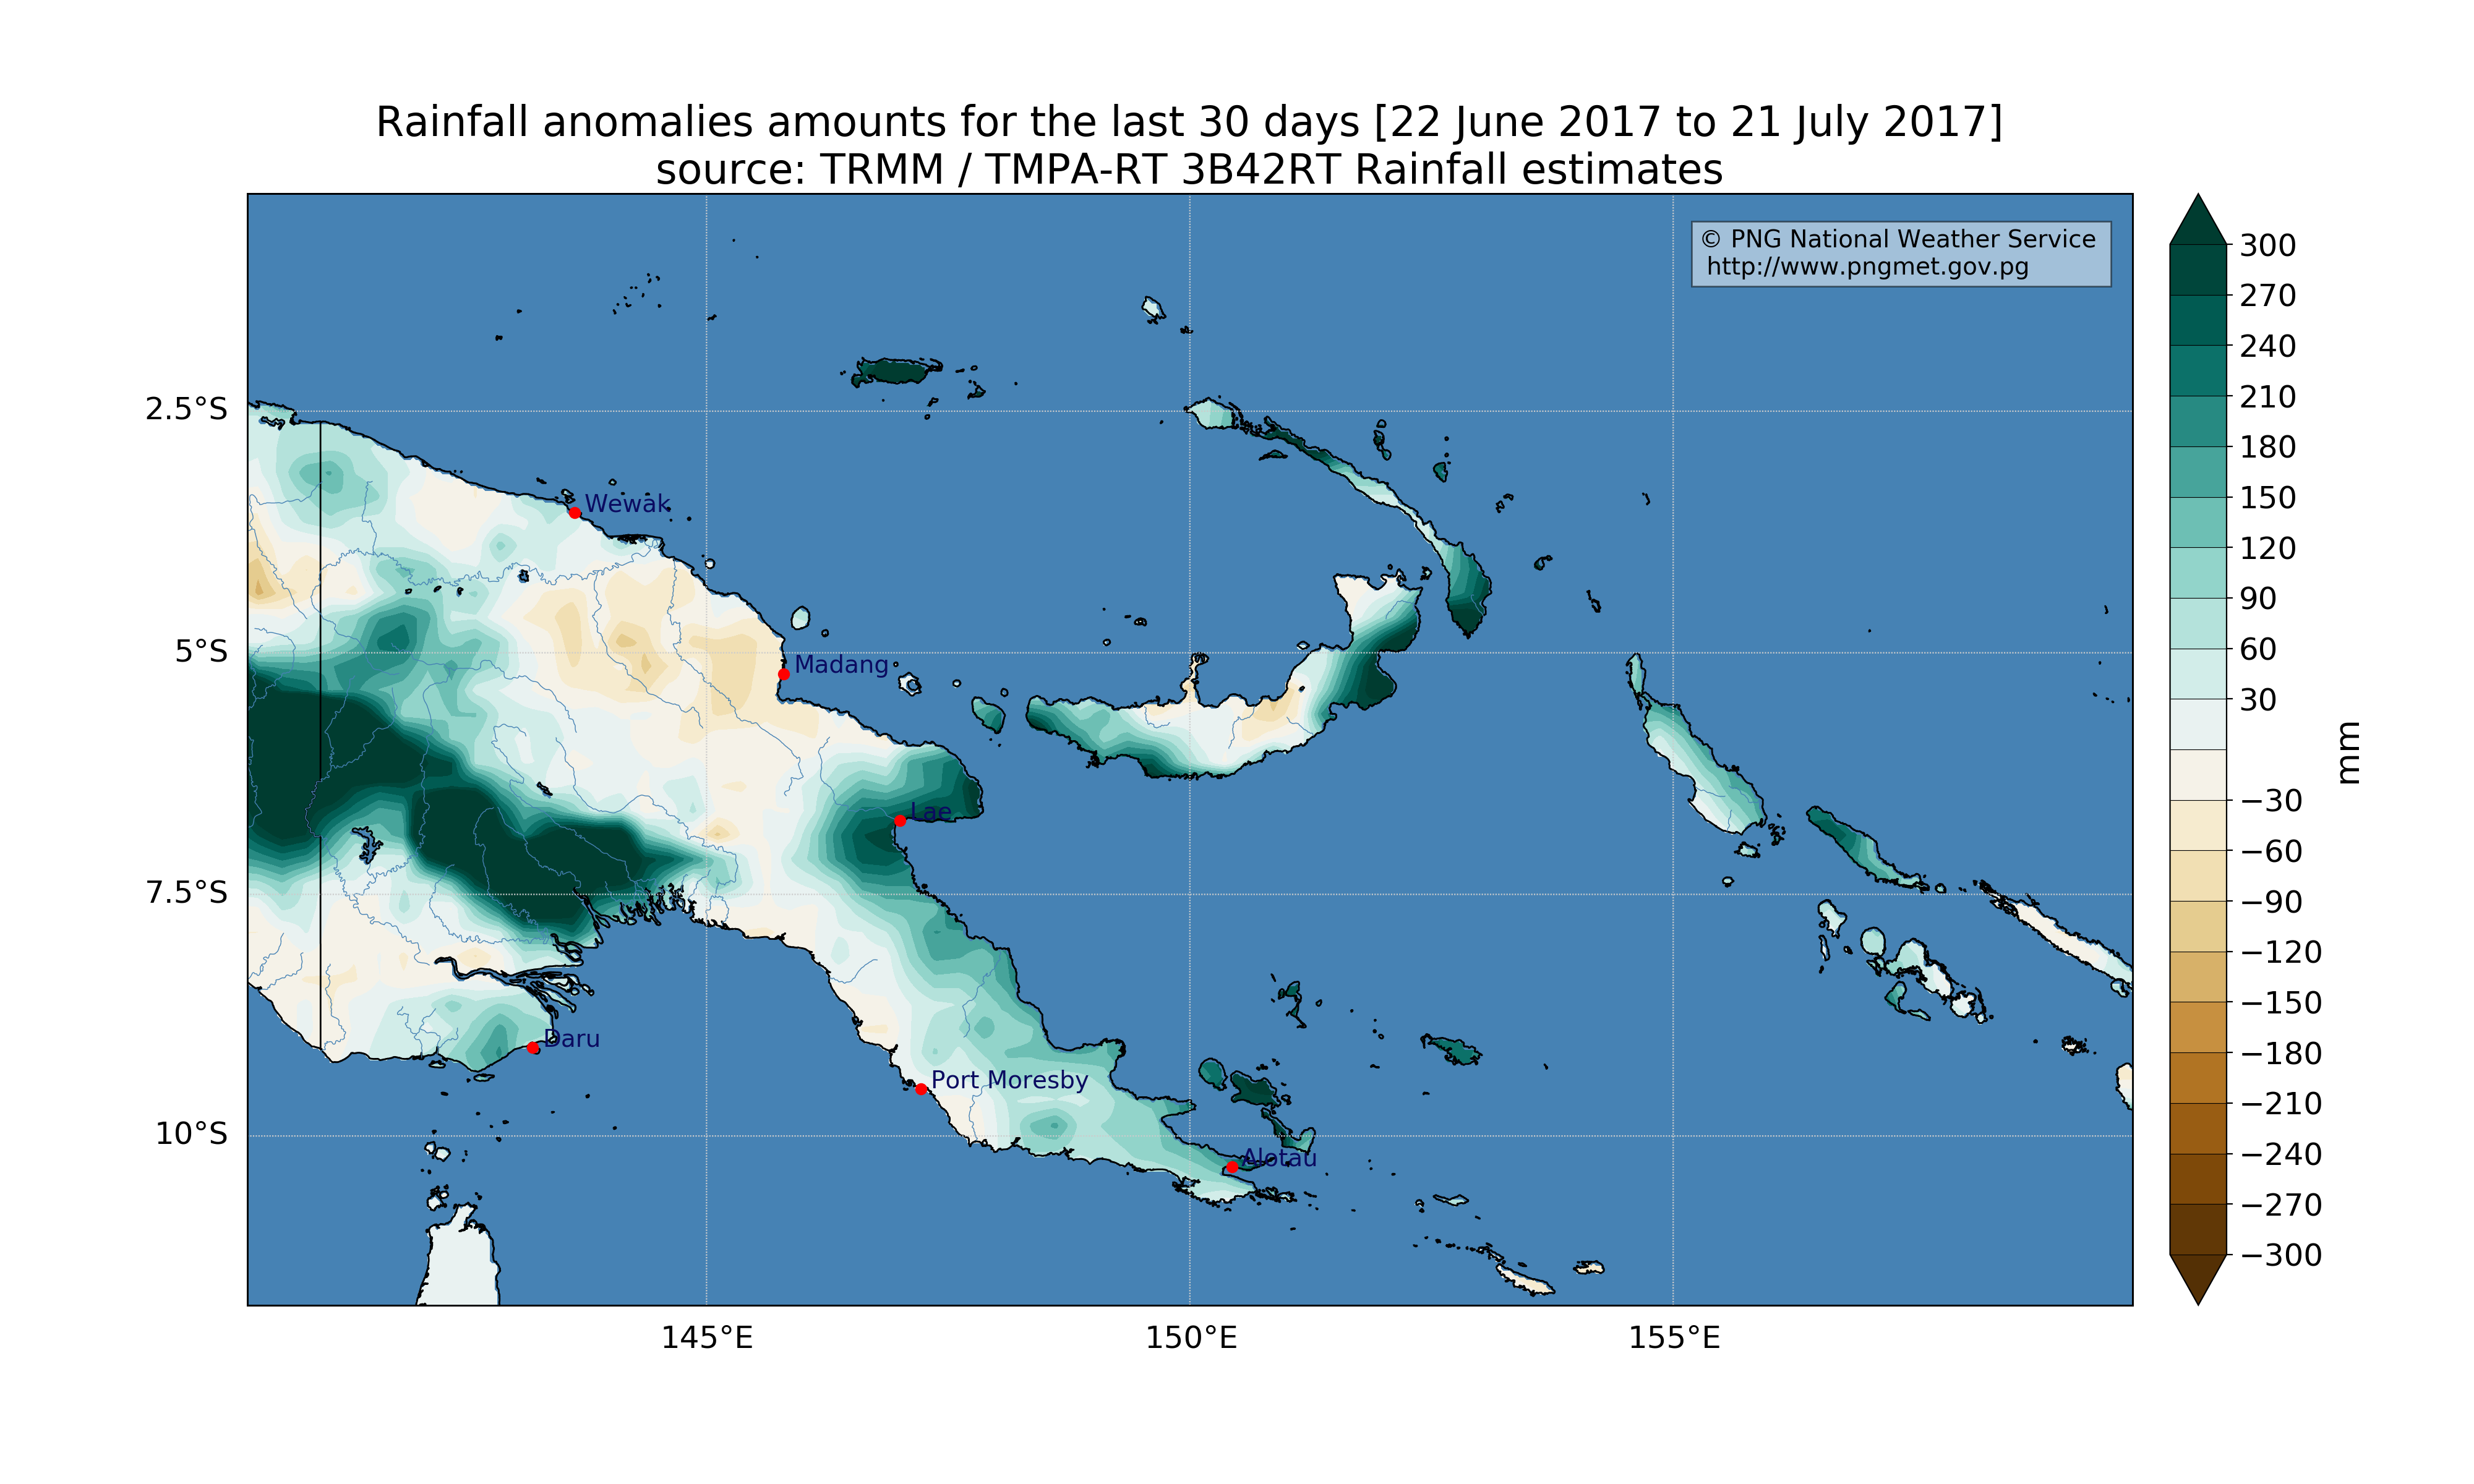 Rainfall anomalies amounts for the last 30 days [22 June 2017 to 21 July 2017]
source: TRMM / TMPA-RT 3B42RT Rainfall estimates
© PNG National Weather Service
http://www.pngmet.gov.pg
300
270
240
210
180
150
120
90
60
30
−30
−60
−90
−120
−150
−180
−210
−240
−270
−300
mm
2.5°S
5°S
7.5°S
10°S
Wewak
Madang
Lae
Daru
Port Moresby
Alotau
145°E
150°E
155°E